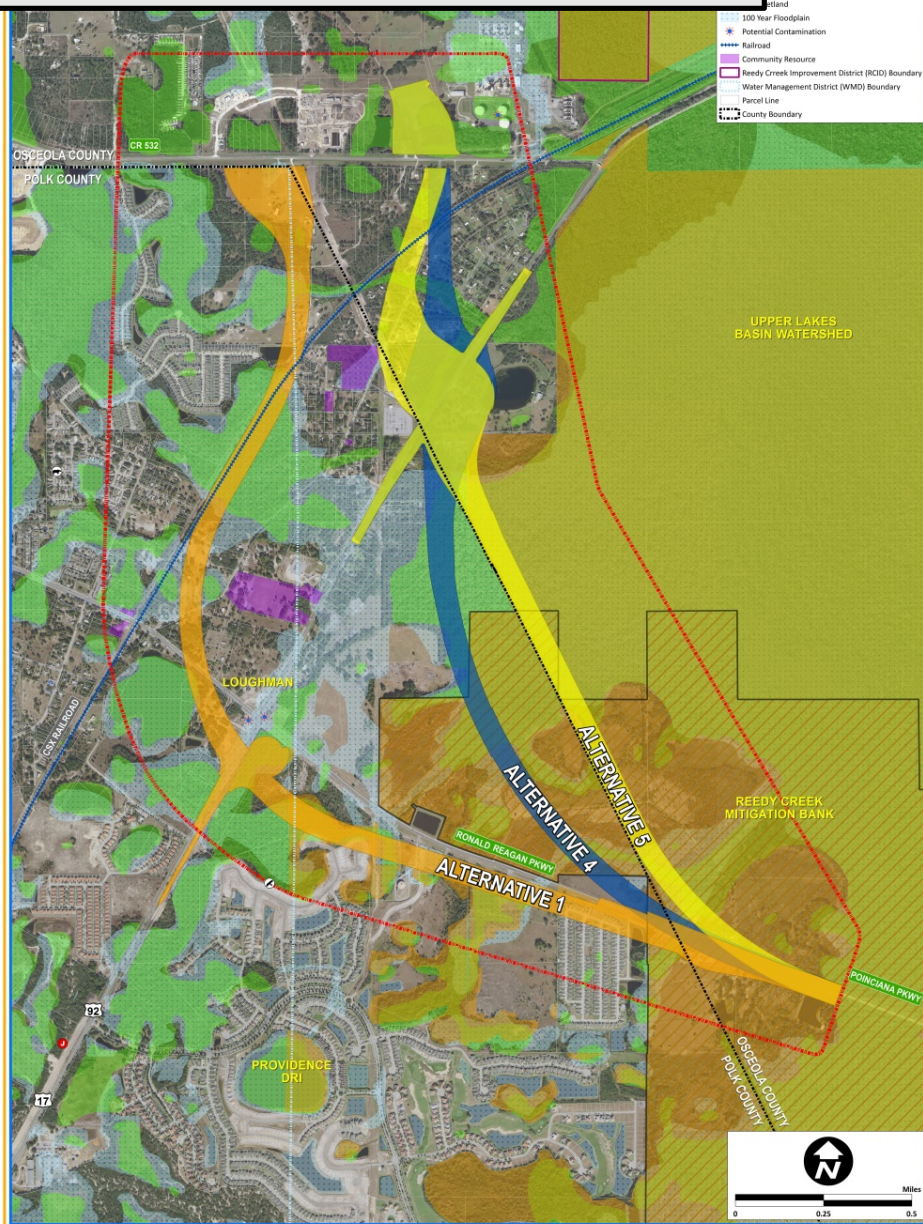 100 Year Floodplain
Potential Contamination
Railroad
Community Resource
Reedy Crreek Improvement District (RCID) Boundary
Water Management District (WMD) Boundary
Parcel Line
County Boundary
CR 532
OSCEOLA COUNTY
POLK COUNTY
UPPER LAKES
BASIN WATERSHED
LOUGHMAN
CSX RAILROAD
ALTERNATIVE 5
ALTERNATIVE 4
REEDY CREEK
MITIGATION BANK
RONALD REAGAN PKWY
ALTERNATIVE 1
POINCIANA PKWY
92
17
PROVIDENCE
DRI
OSCEOLA COUNTY
POLK COUNTY
N
Miles
0 0.25 0.5